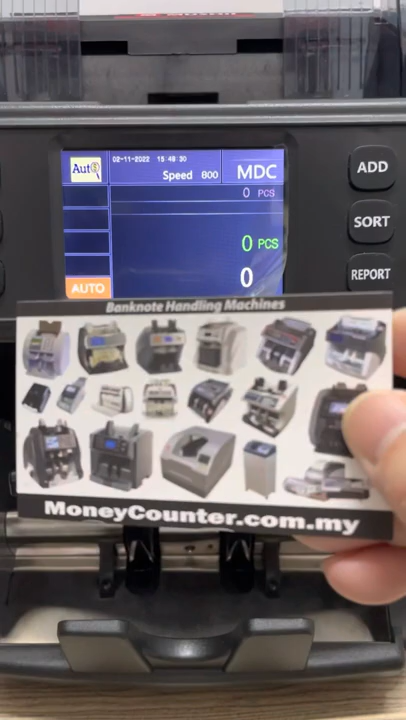 Auto
02-11-2022 15 48 30
Speed 800
MDC
0 PCS
0 PCS
0
AUTO
ADD
SORT
REPORT
Banknote Handling Machines
MoneyCounter.com.my